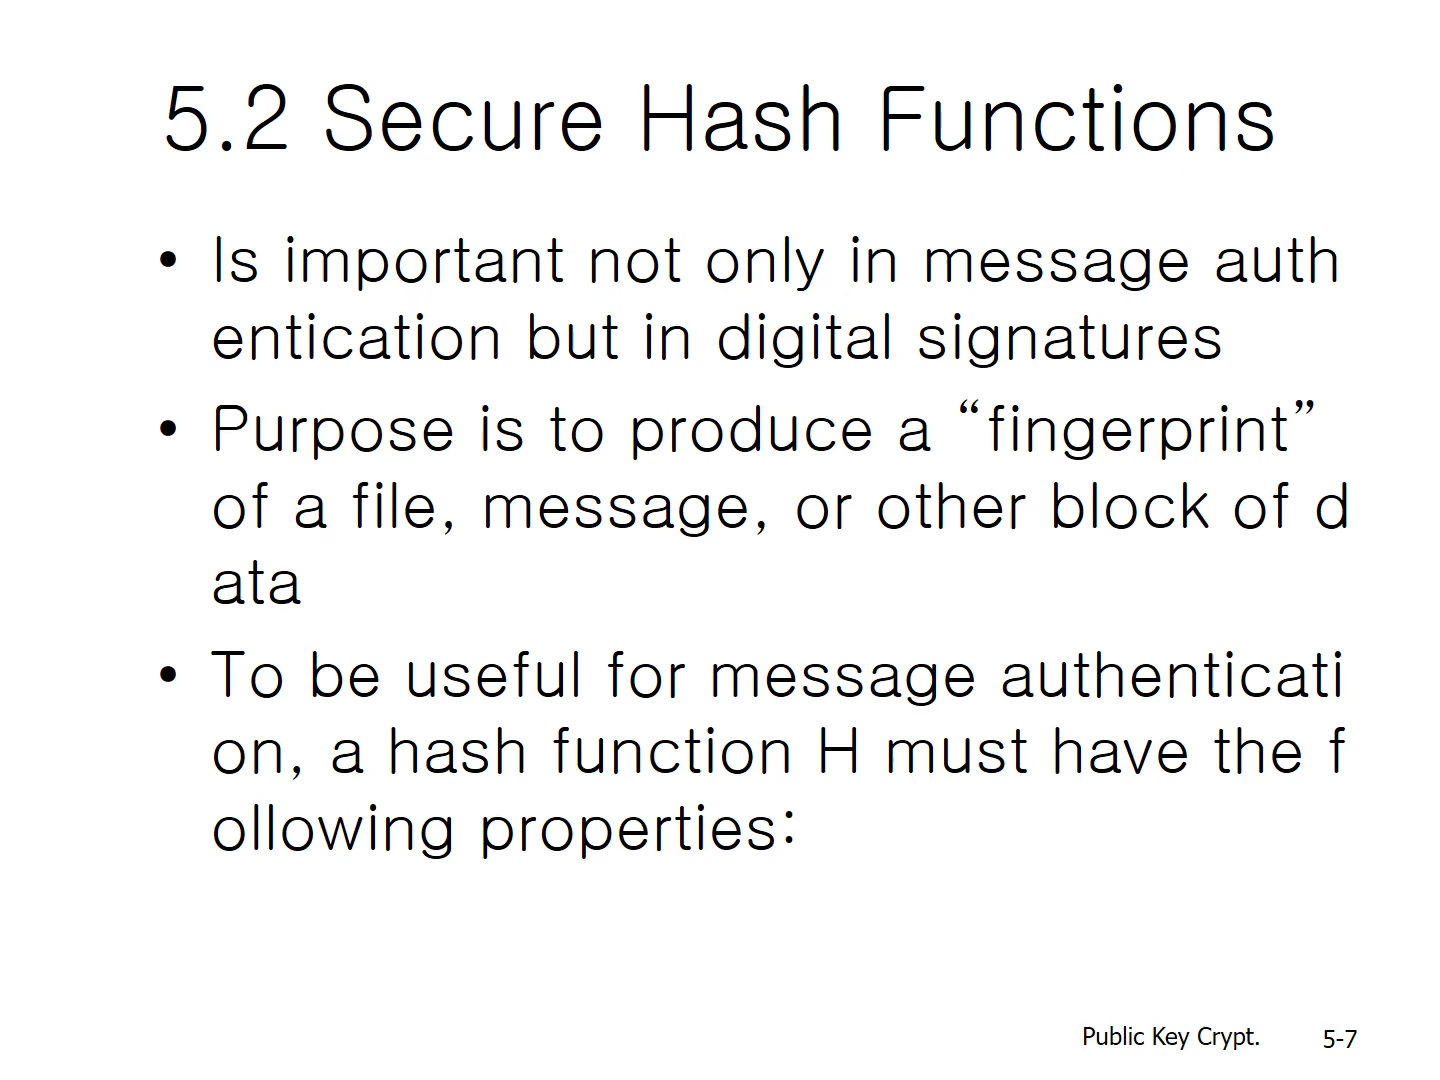 5.2 Secure Hash Functions
• Is important not only in message auth
entication but in digital signatures
• Purpose is to produce a “fingerprint”
of a file, message, or other block of d
ata
• To be useful for message authenticati
on, a hash function H must have the f
ollowing properties:
Public Key Crypt. 5-7